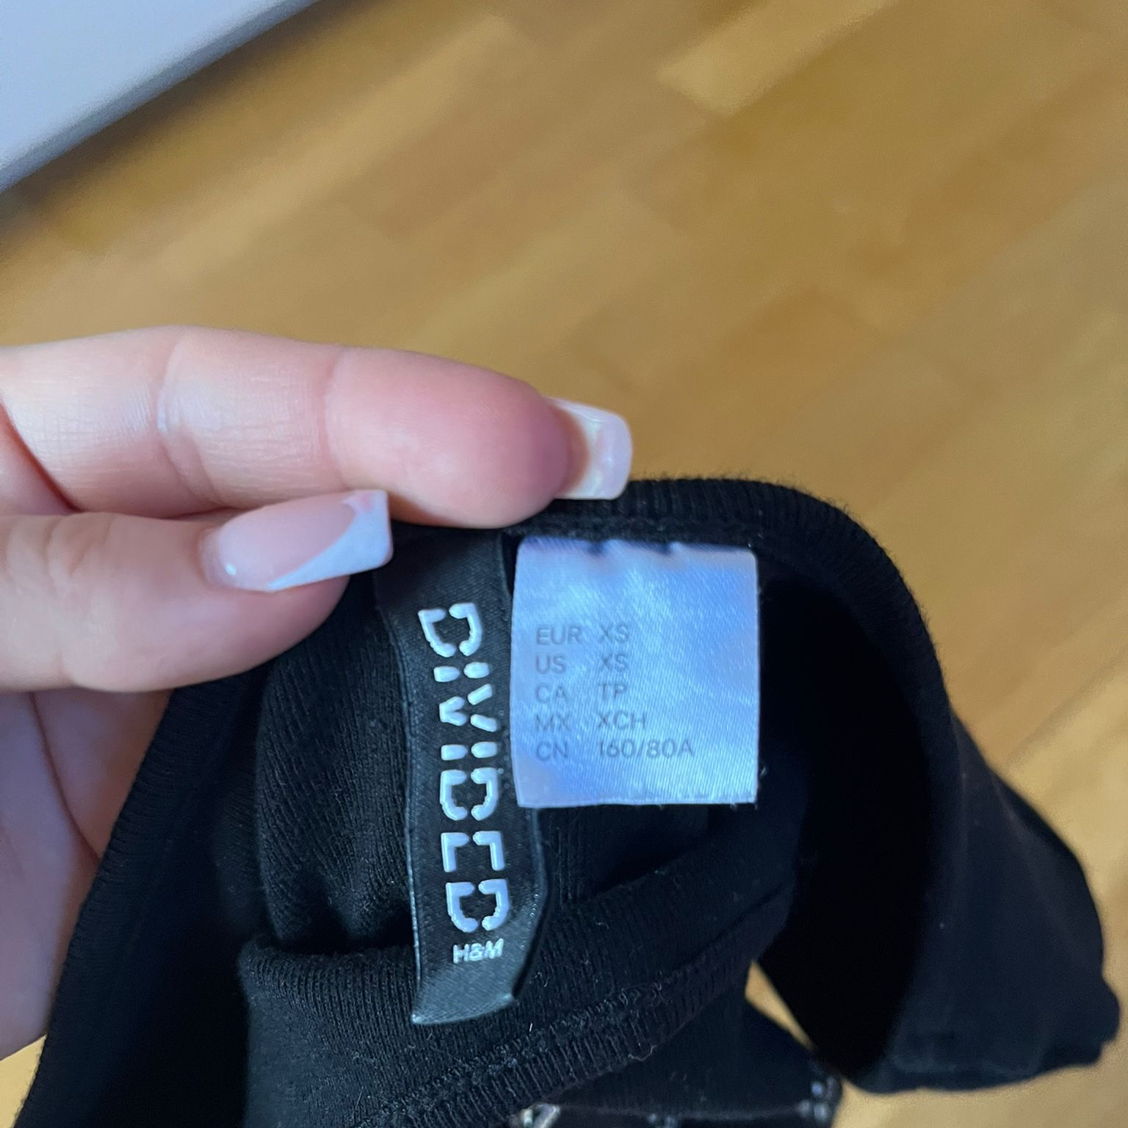 DIVIDED
H&M
EUR XS
US XS
CA TP
MX XCH
CN 160/80A